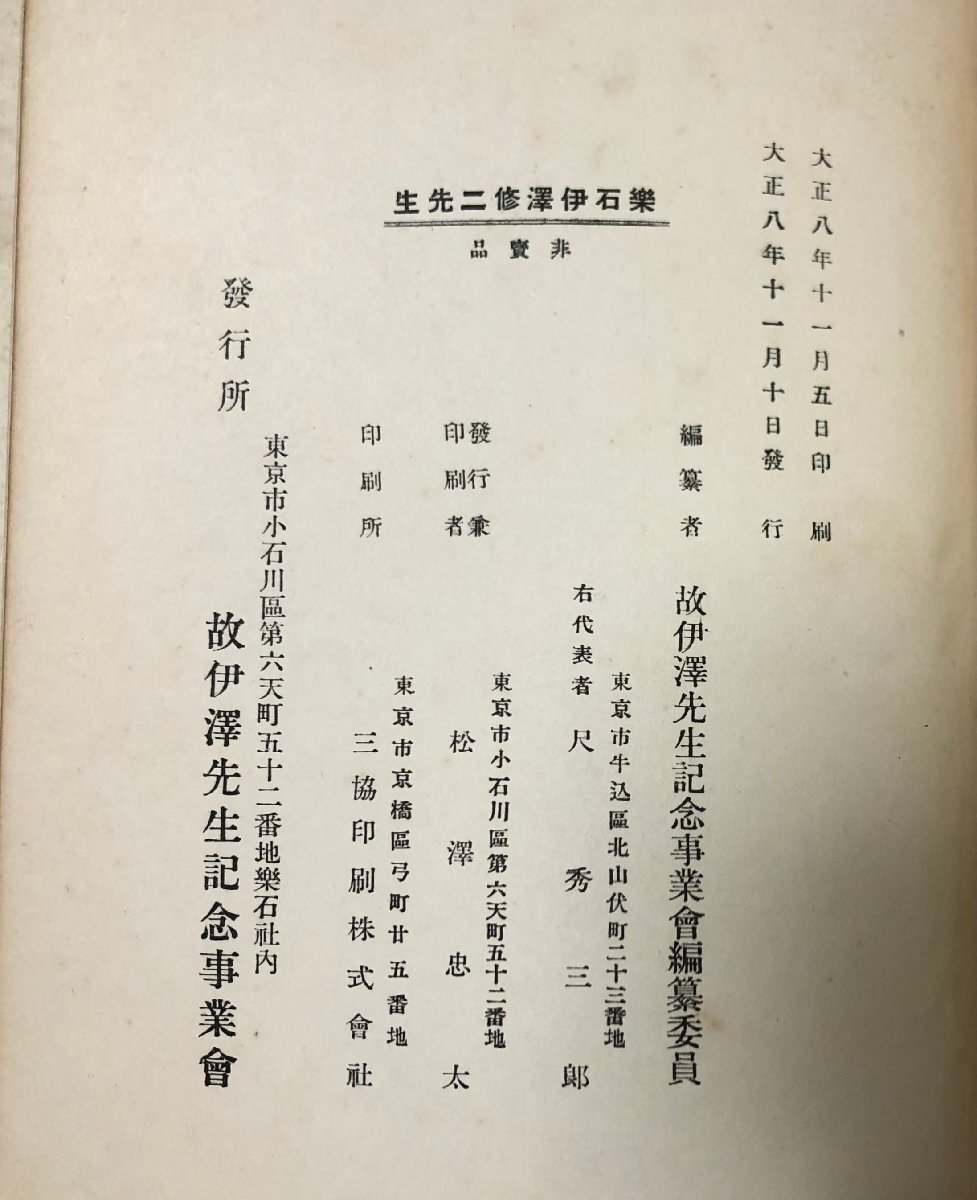 大正八年十一月五日印刷
大正八年十一月十日發行
樂石伊澤修二先生
非賣品
編纂者
故伊澤先生記念事業會編纂委員
東京市牛込區北山伏町二十三番地
右代表者 尺秀三郞
發行兼
印刷者
東京市小石川區第六天町五十二番地
松澤忠太
印刷所
東京市京橋區弓町廿五番地
三協印刷株式會社
發行所
東京市小石川區第六天町五十二番地樂石社內
故伊澤先生記念事業會